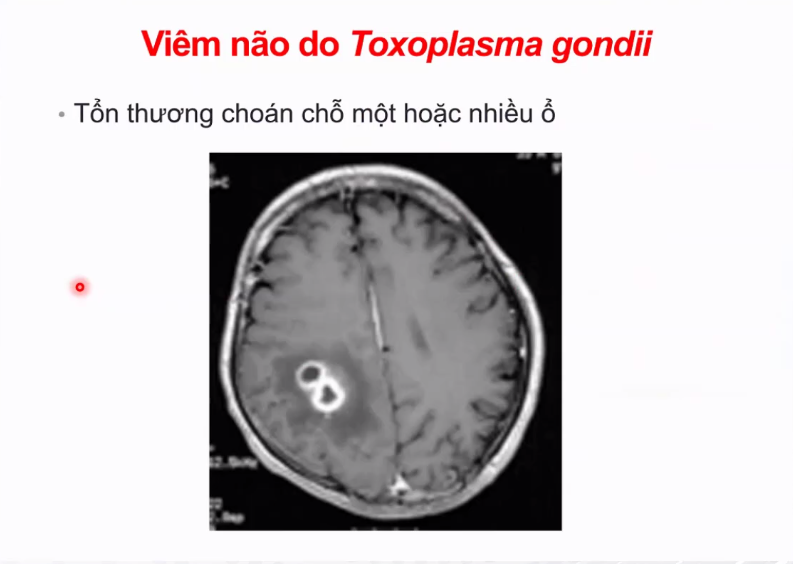 Viêm não do Toxoplasma gondii
• Tổn thương choán chỗ một hoặc nhiều ổ